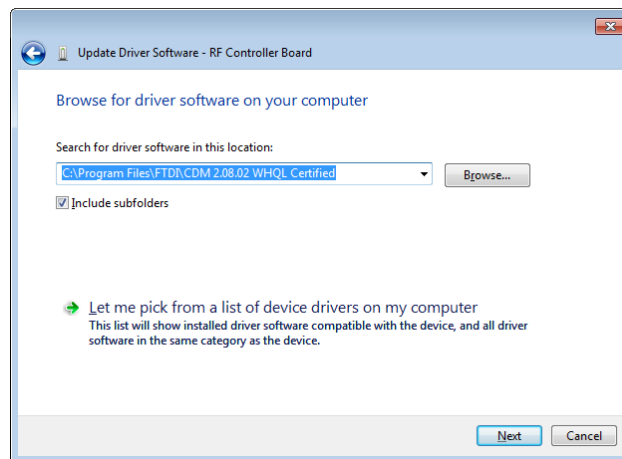 Update Driver Software - RF Controller Board
Browse for driver software on your computer
Search for driver software in this location:
C:\Program Files\FTDI\CDM 2.08.02 WHQL Certified
Browse...
Include subfolders
Let me pick from a list of device drivers on my computer
This list will show installed driver software compatible with the device, and all driver
software in the same category as the device.
Next
Cancel